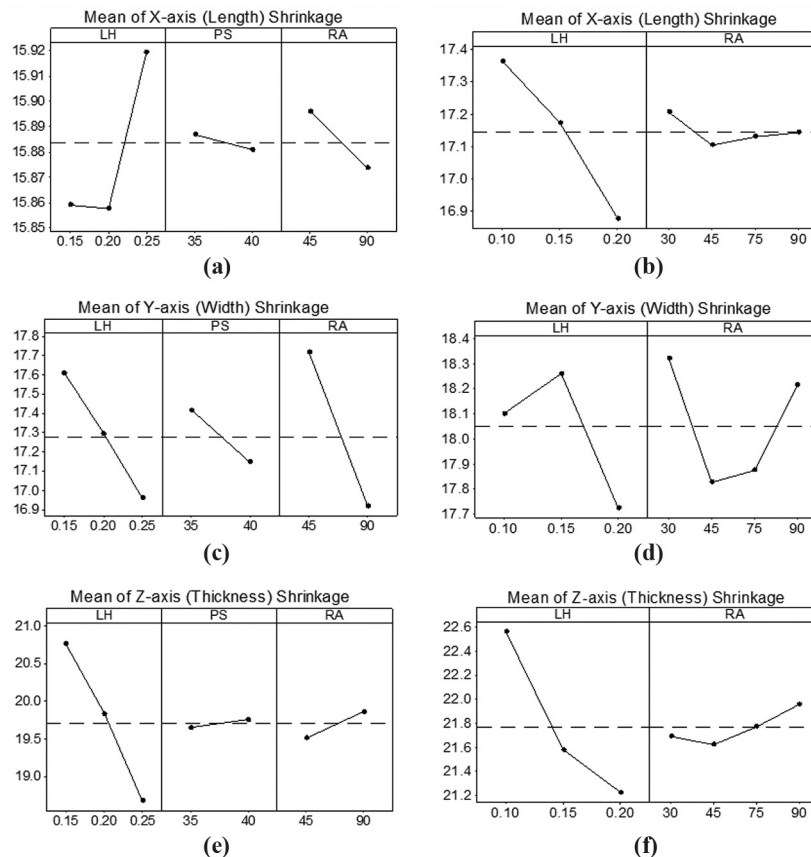 Mean of X-axis (Length) Shrinkage
LH PS RA
15.92
15.91
15.90
15.89
15.88
15.87
15.86
15.85
0.15 0.20 0.25 35 40 45 90
(a)
Mean of X-axis (Length) Shrinkage
LH RA
17.4
17.3
17.2
17.1
17.0
16.9
0.10 0.15 0.20 30 45 75 90
(b)
Mean of Y-axis (Width) Shrinkage
LH PS RA
17.8
17.7
17.6
17.5
17.4
17.3
17.2
17.1
17.0
16.9
0.15 0.20 0.25 35 40 45 90
(c)
Mean of Y-axis (Width) Shrinkage
LH RA
18.4
18.3
18.2
18.1
18.0
17.9
17.8
17.7
0.10 0.15 0.20 30 45 75 90
(d)
Mean of Z-axis (Thickness) Shrinkage
LH PS RA
21.0
20.5
20.0
19.5
19.0
0.15 0.20 0.25 35 40 45 90
(e)
Mean of Z-axis (Thickness) Shrinkage
LH RA
22.6
22.4
22.2
22.0
21.8
21.6
21.4
21.2
0.10 0.15 0.20 30 45 75 90
(f)